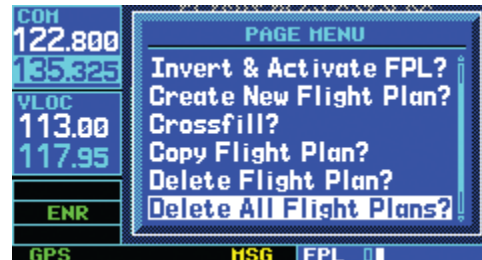 COM
122.800
135.325
VLOC
113.00
117.95
ENR
GPS
PAGE MENU
Invert & Activate FPL?
Create New Flight Plan?
Crossfill?
Copy Flight Plan?
Delete Flight Plan?
Delete All Flight Plans?
MSG
FPL